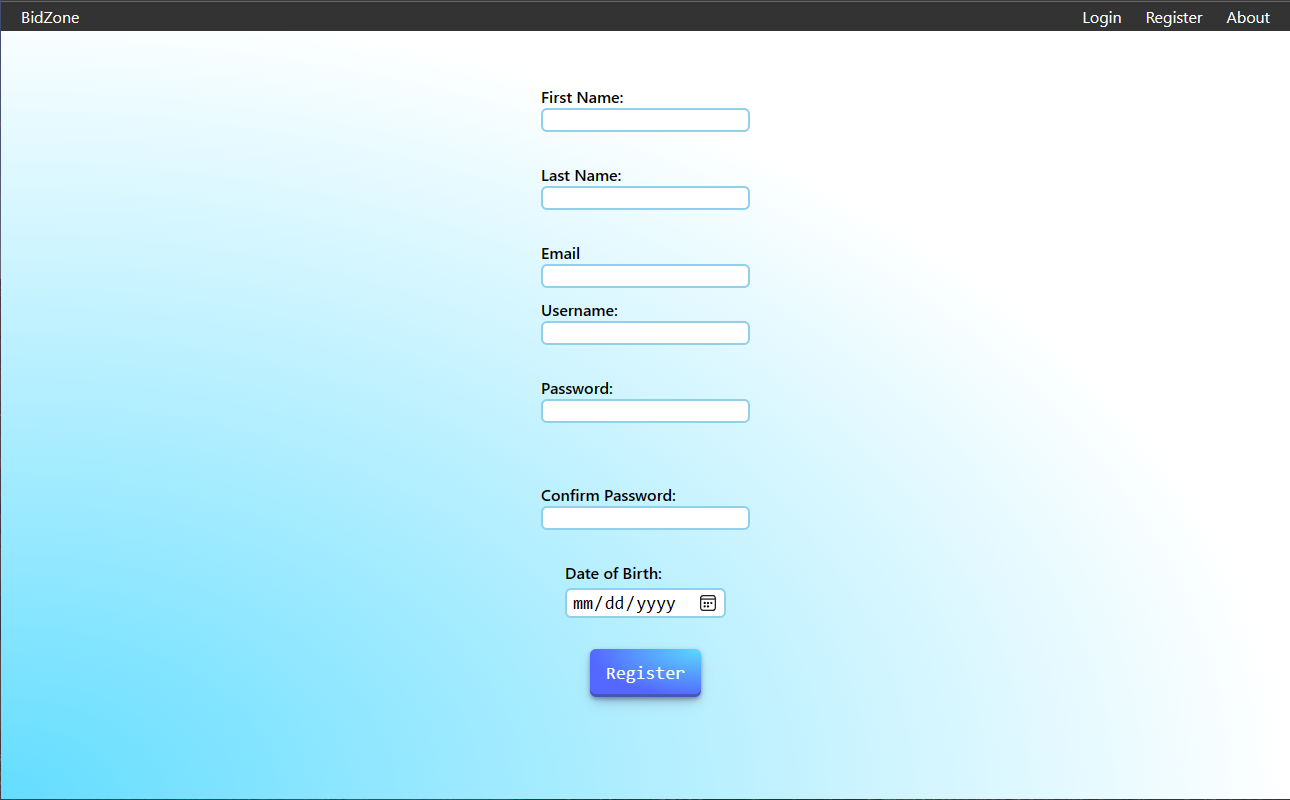 BidZone Login Register About
First Name:
Last Name:
Email
Username:
Password:
Confirm Password:
Date of Birth:
mm/dd/yyyy
Register